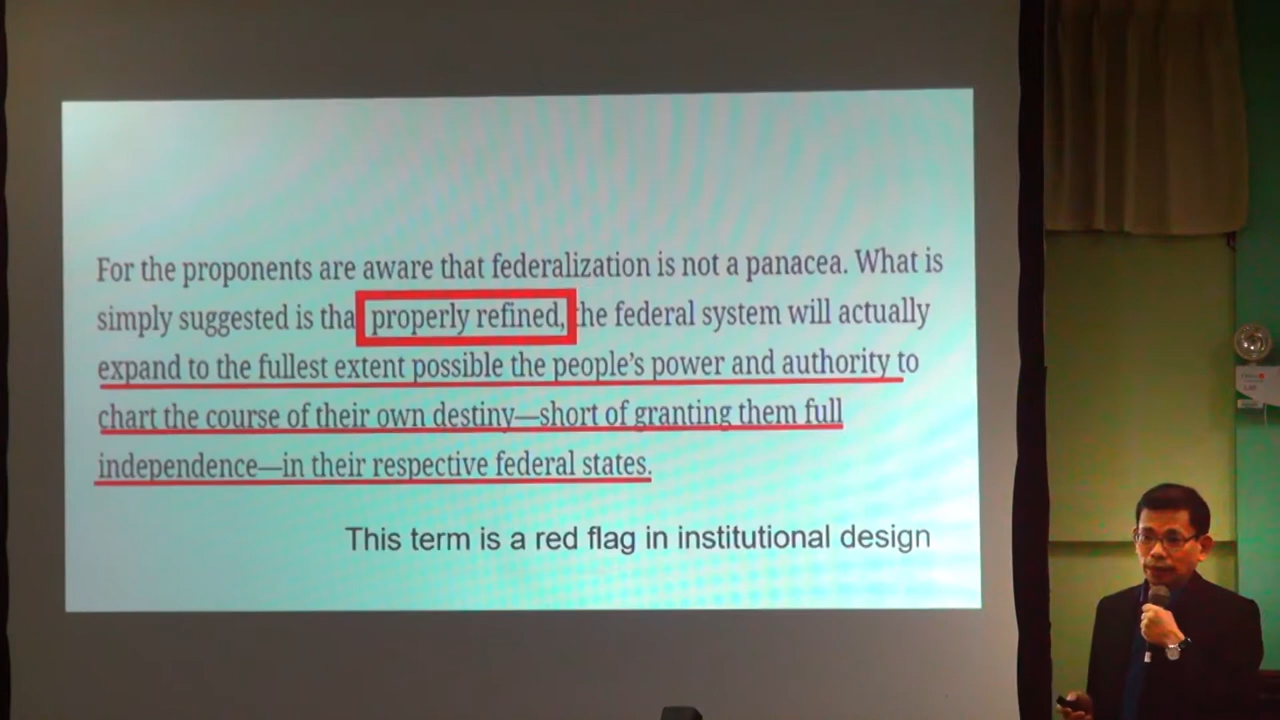 For the proponents are aware that federalization is not a panacea. What is
simply suggested is tha properly refined, the federal system will actually
expand to the fullest extent possible the people's power and authority to
chart the course of their own destiny—short of granting them full
independence—in their respective federal states.
This term is a red flag in institutional design